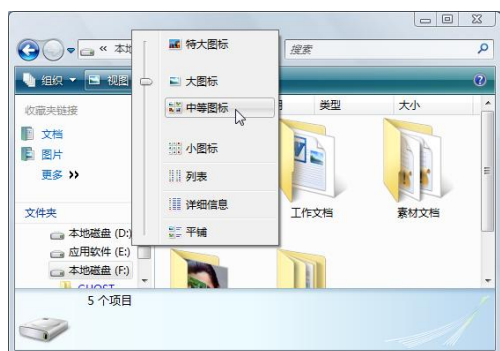 « 本地
搜索
组织
视图
类型
大小
特大图标
大图标
中等图标
小图标
列表
详细信息
平铺
收藏夹链接
文档
图片
更多 >>
文件夹
本地磁盘 (D:)
应用软件 (E:)
本地磁盘 (F:)
GHOST
工作文档
素材文档
5 个项目